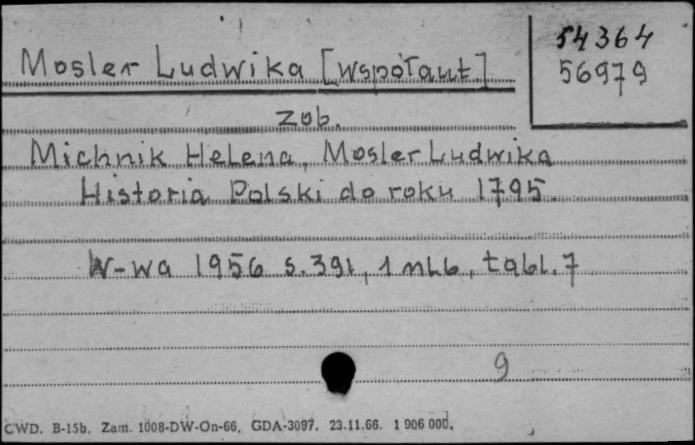 Mosler Ludwika [współaut]
54364
56979
zob.
Michnik Helena, Mosler Ludwika
Historia Polski do roku 1795
W-wa 1956 s. 391, 1 nlb, tabl. 7
9
CWD. B-15b. Zam. 1008-DW-On-66. GDA-3097. 23.11.66. 1 906 000.